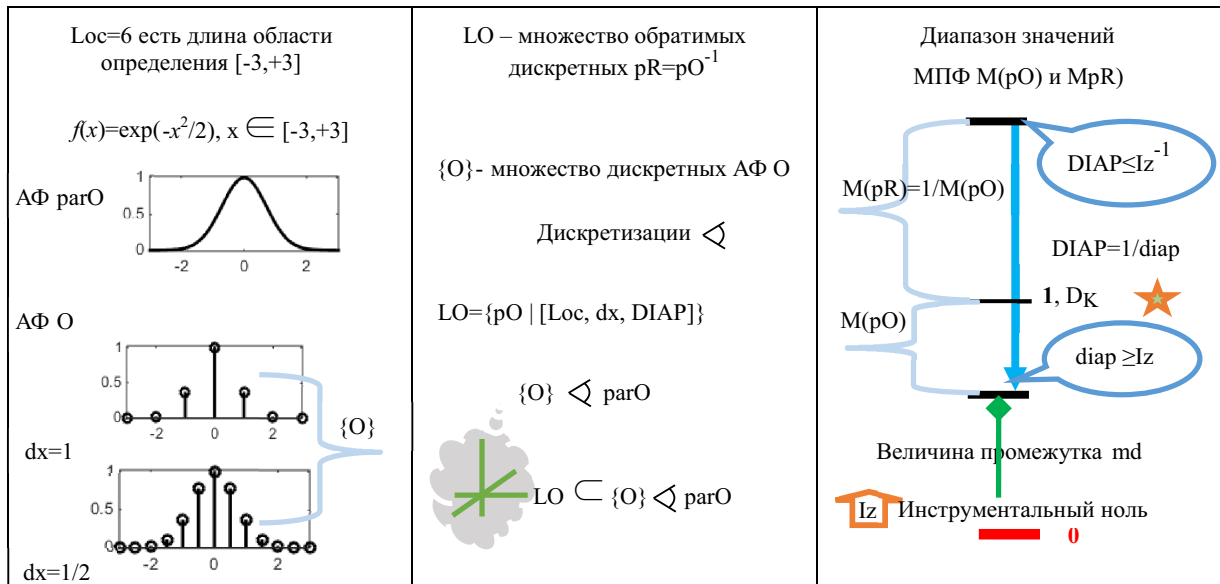 Loc=6 есть длина области
определения [-3,+3]
f(x)=exp(-x²/2), x ∈ [-3,+3]
АФ parO
1
0.5
0
-2 0 2
АФ O
1
0.5
0
-2 0 2
{O}
dx=1
1
0.5
0
-2 0 2
dx=1/2
LO – множество обратимых
дискретных pR=pO⁻¹
{O}- множество дискретных АФ O
Дискретизации ∢
LO={pO | [Loc, dx, DIAP]}
{O} ∢ parO
LO ⊂ {O} ∢ parO
Диапазон значений
МПФ M(pO) и MpR)
DIAP≤Iz⁻¹
M(pR)=1/M(pO)
DIAP=1/diap
1, D_K
M(pO)
diap ≥Iz
Величина промежутка md
Iz Инструментальный ноль
0